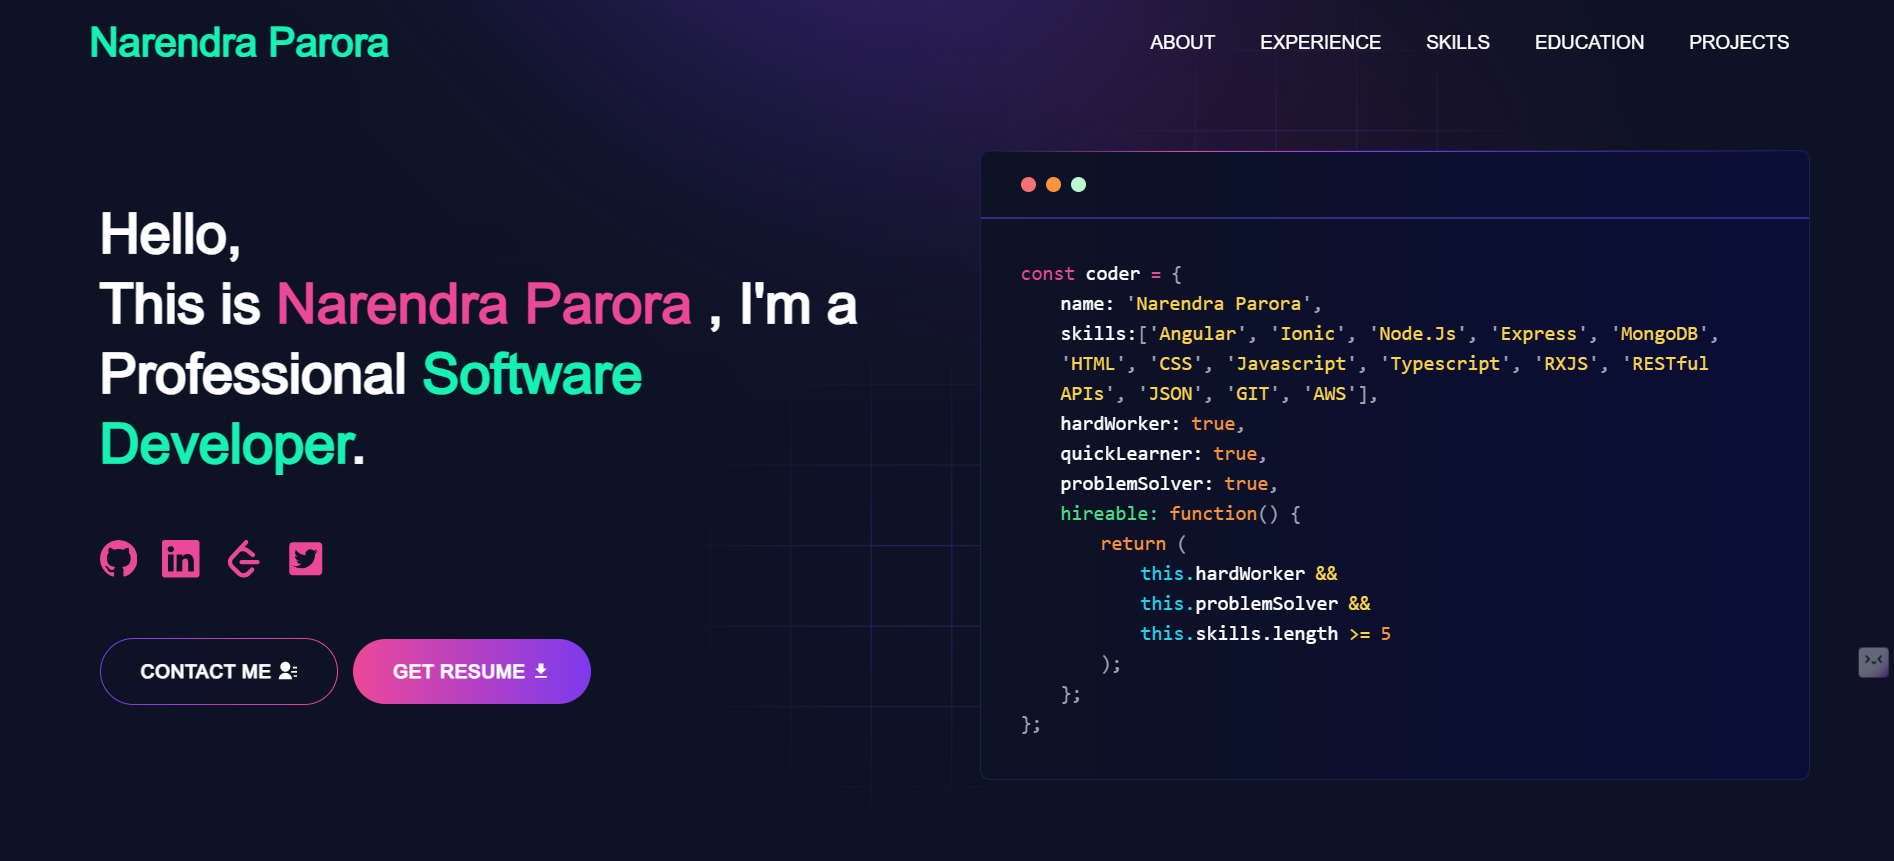 Narendra Parora
ABOUT EXPERIENCE SKILLS EDUCATION PROJECTS
Hello,
This is Narendra Parora , I'm a
Professional Software
Developer.
CONTACT ME
GET RESUME
const coder = {
name: 'Narendra Parora',
skills:['Angular', 'Ionic', 'Node.Js', 'Express', 'MongoDB',
'HTML', 'CSS', 'Javascript', 'Typescript', 'RXJS', 'RESTful
APIs', 'JSON', 'GIT', 'AWS'],
hardWorker: true,
quickLearner: true,
problemSolver: true,
hireable: function() {
return (
this.hardWorker &&
this.problemSolver &&
this.skills.length >= 5
);
};
};